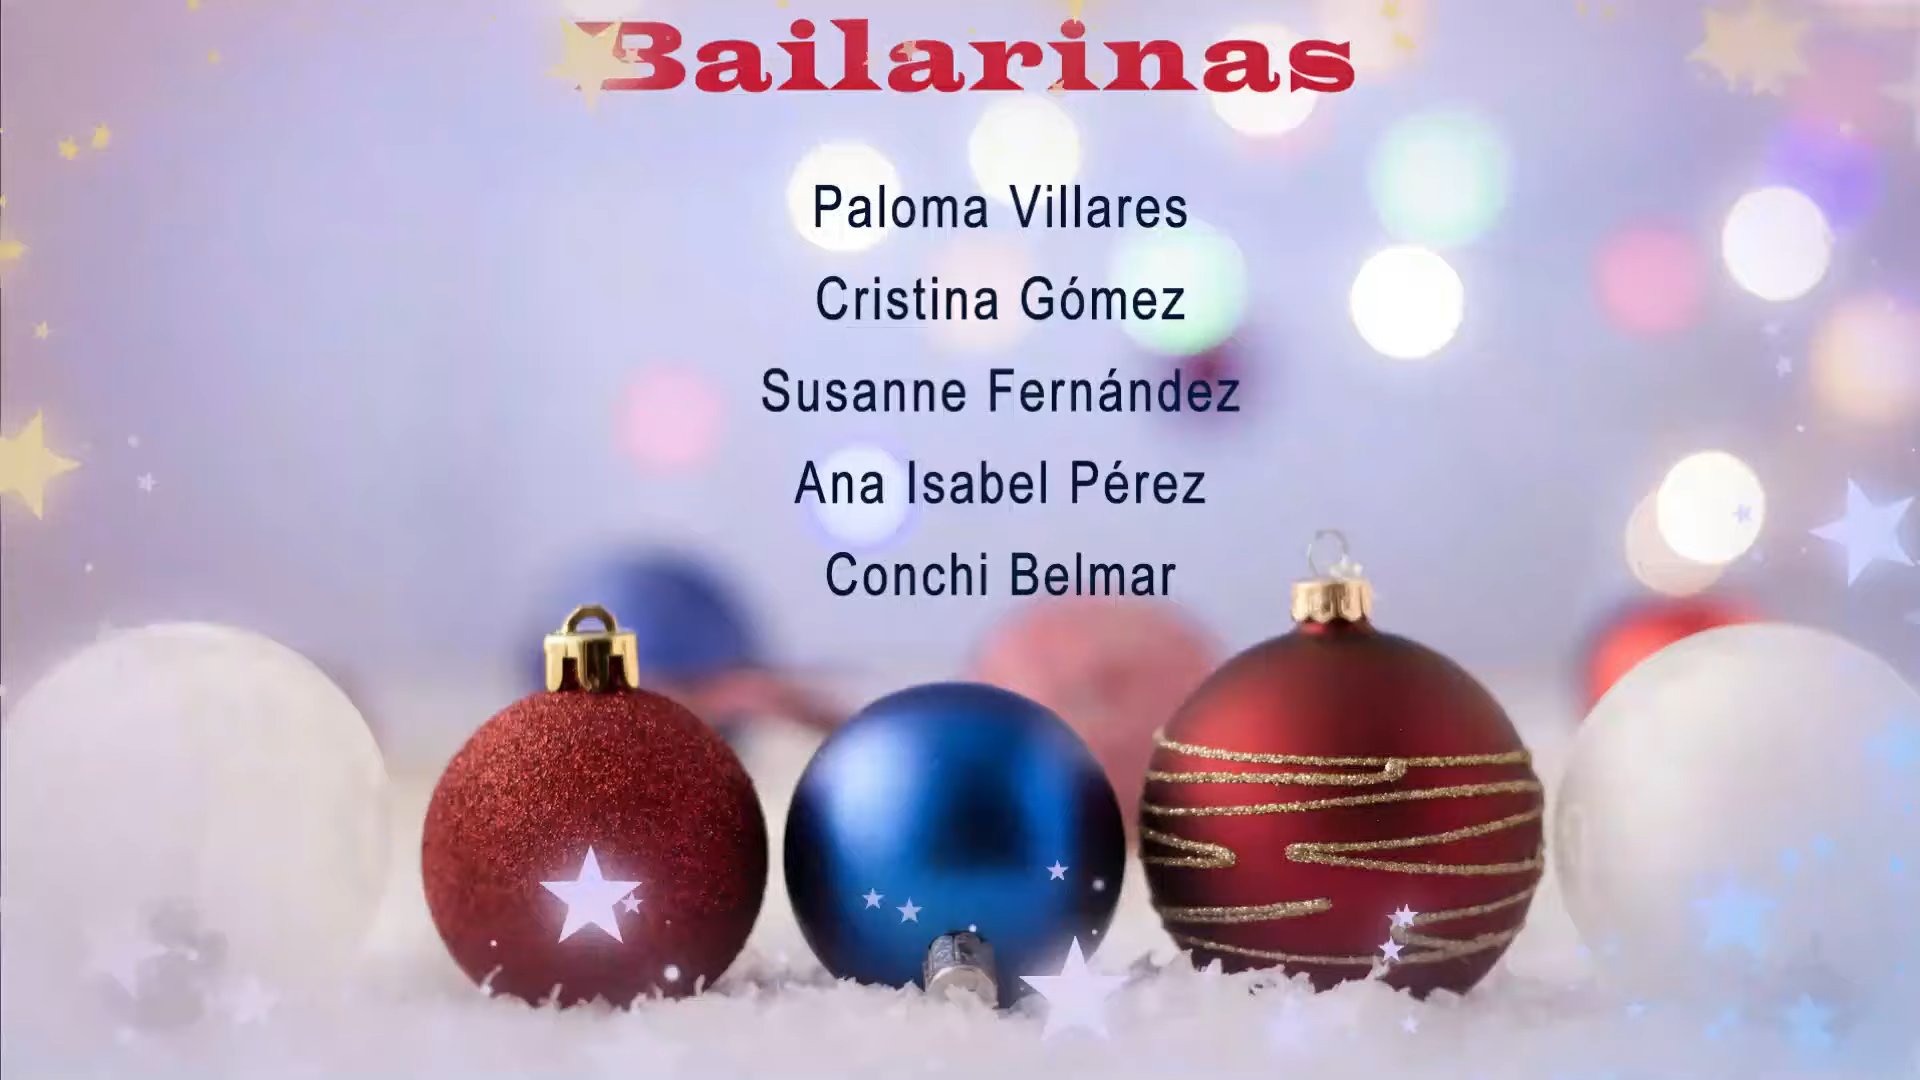 Bailarinas
Paloma Villares
Cristina Gómez
Susanne Fernández
Ana Isabel Pérez
Conchi Belmar